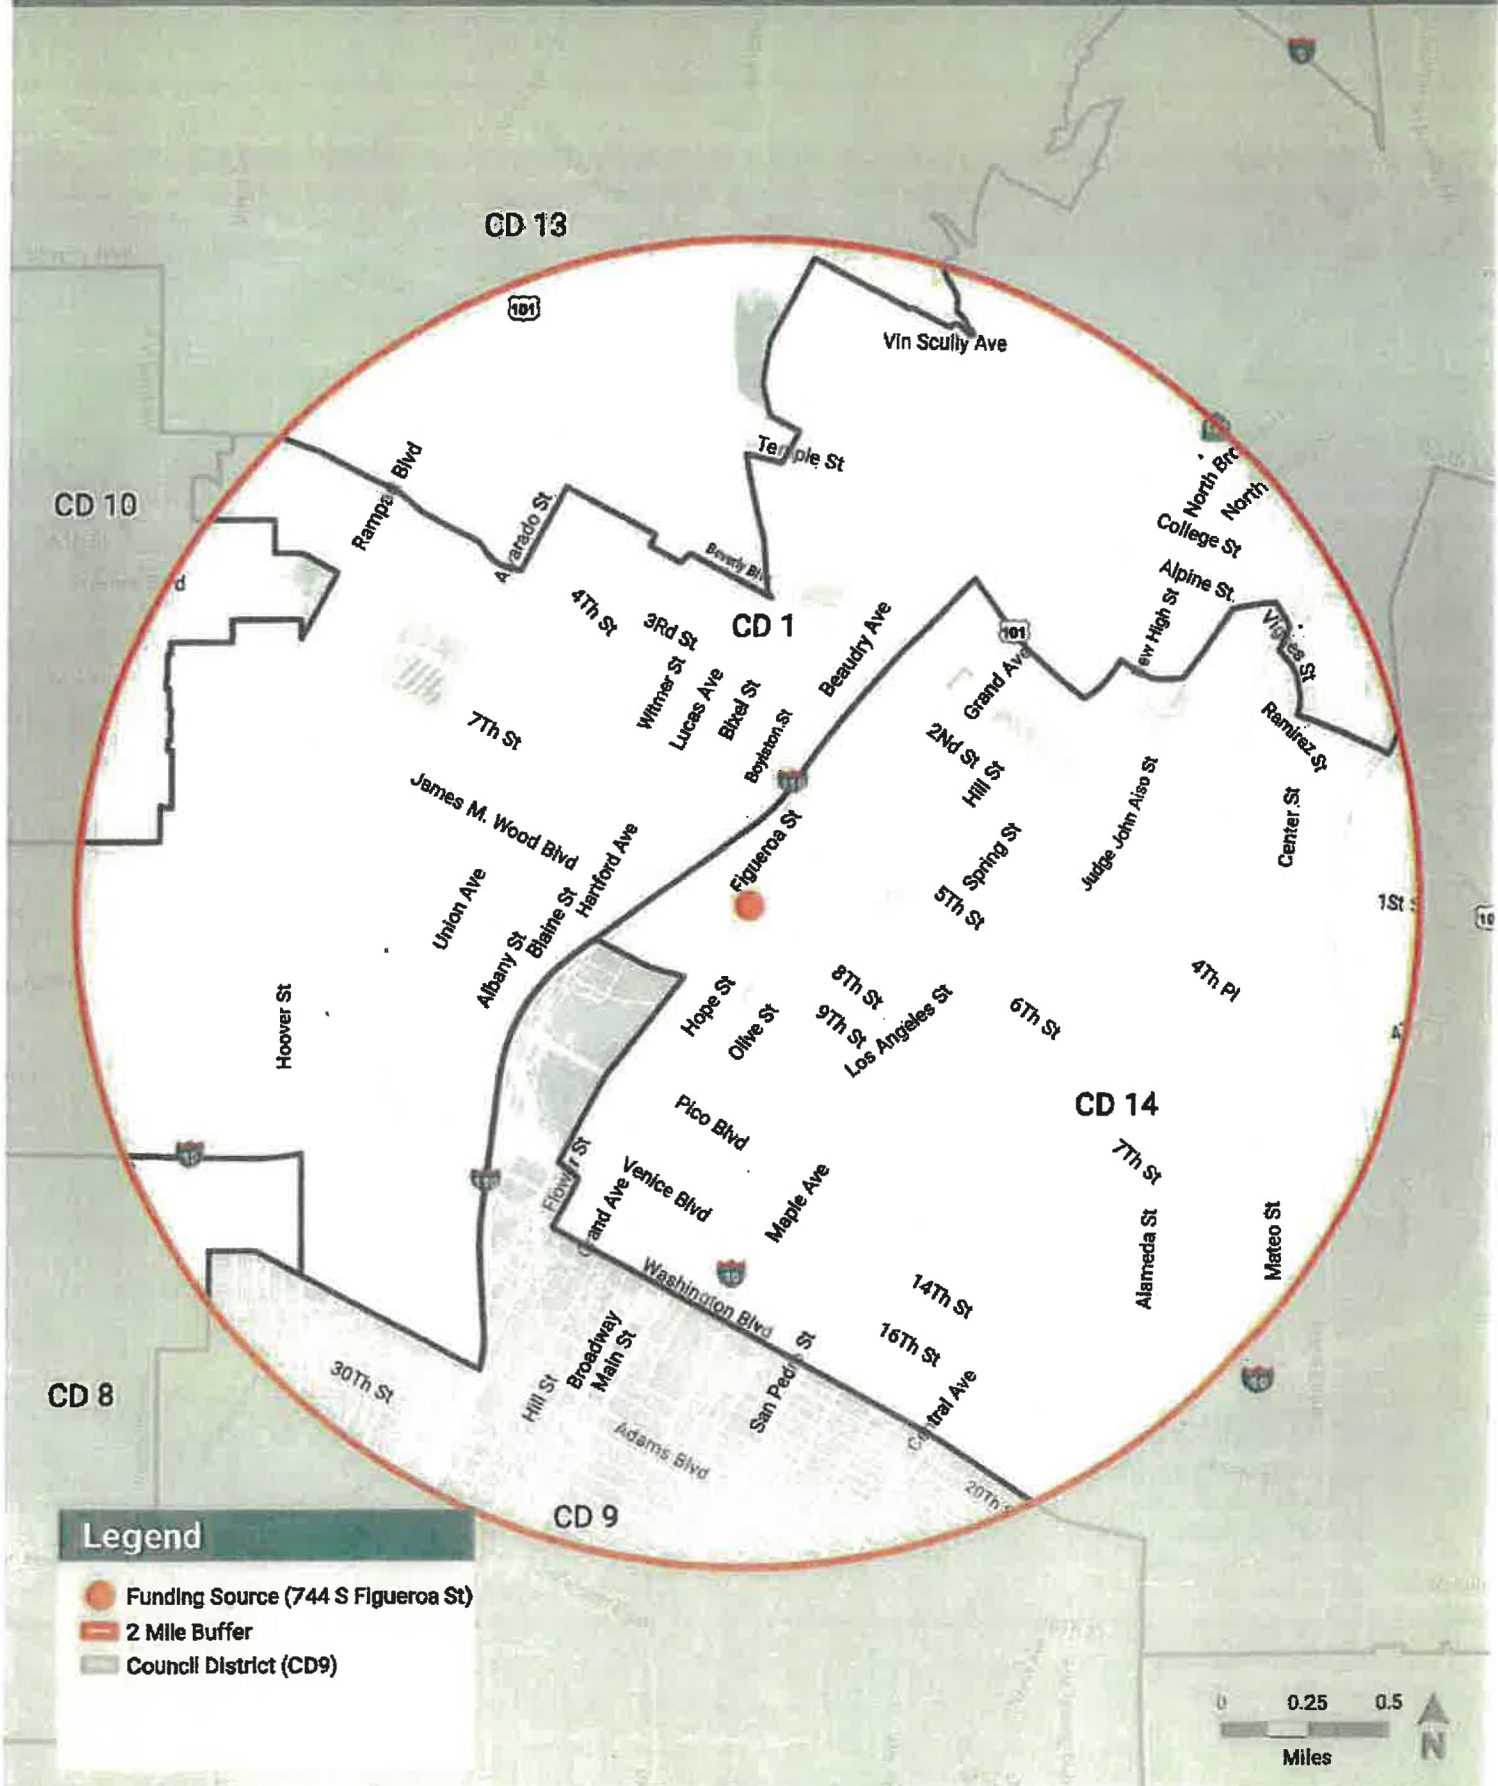 CD 13
101
Vin Scully Ave
Temple St
Rampa Blvd
CD 10
Alvarado St
North Brc
North
College St
Beverly Blv
Alpine St.
d
4Th St
3Rd St
CD 1
101
ew High St
Vignes St
Beaudry Ave
Grand Ave
Witmer St
Lucas Ave
Bixel St
Boylston St
7Th St
2Nd St
Hill St
Ramirez St
James M. Wood Blvd
Hartford Ave
Figueroa St
Spring St
Judge John Aiso St
Center St
Union Ave
Blaine St
Albany St
5Th St
1St S
10
Hoover St
Hope St
Olive St
8Th St
9Th St
Los Angeles St
6Th St
4Th Pl
4
CD 14
Pico Blvd
7Th St
Flower St
Grand Ave
Venice Blvd
Maple Ave
Alameda St
Mateo St
10
Washington Blvd
14Th St
16Th St
30Th St
Broadway
Main St
Hill St
San Pedro St
Central Ave
CD 8
Adams Blvd
20Th S
CD 9
Legend
Funding Source (744 S Figueroa St)
2 Mile Buffer
Council District (CD9)
0 0.25 0.5
Miles
N